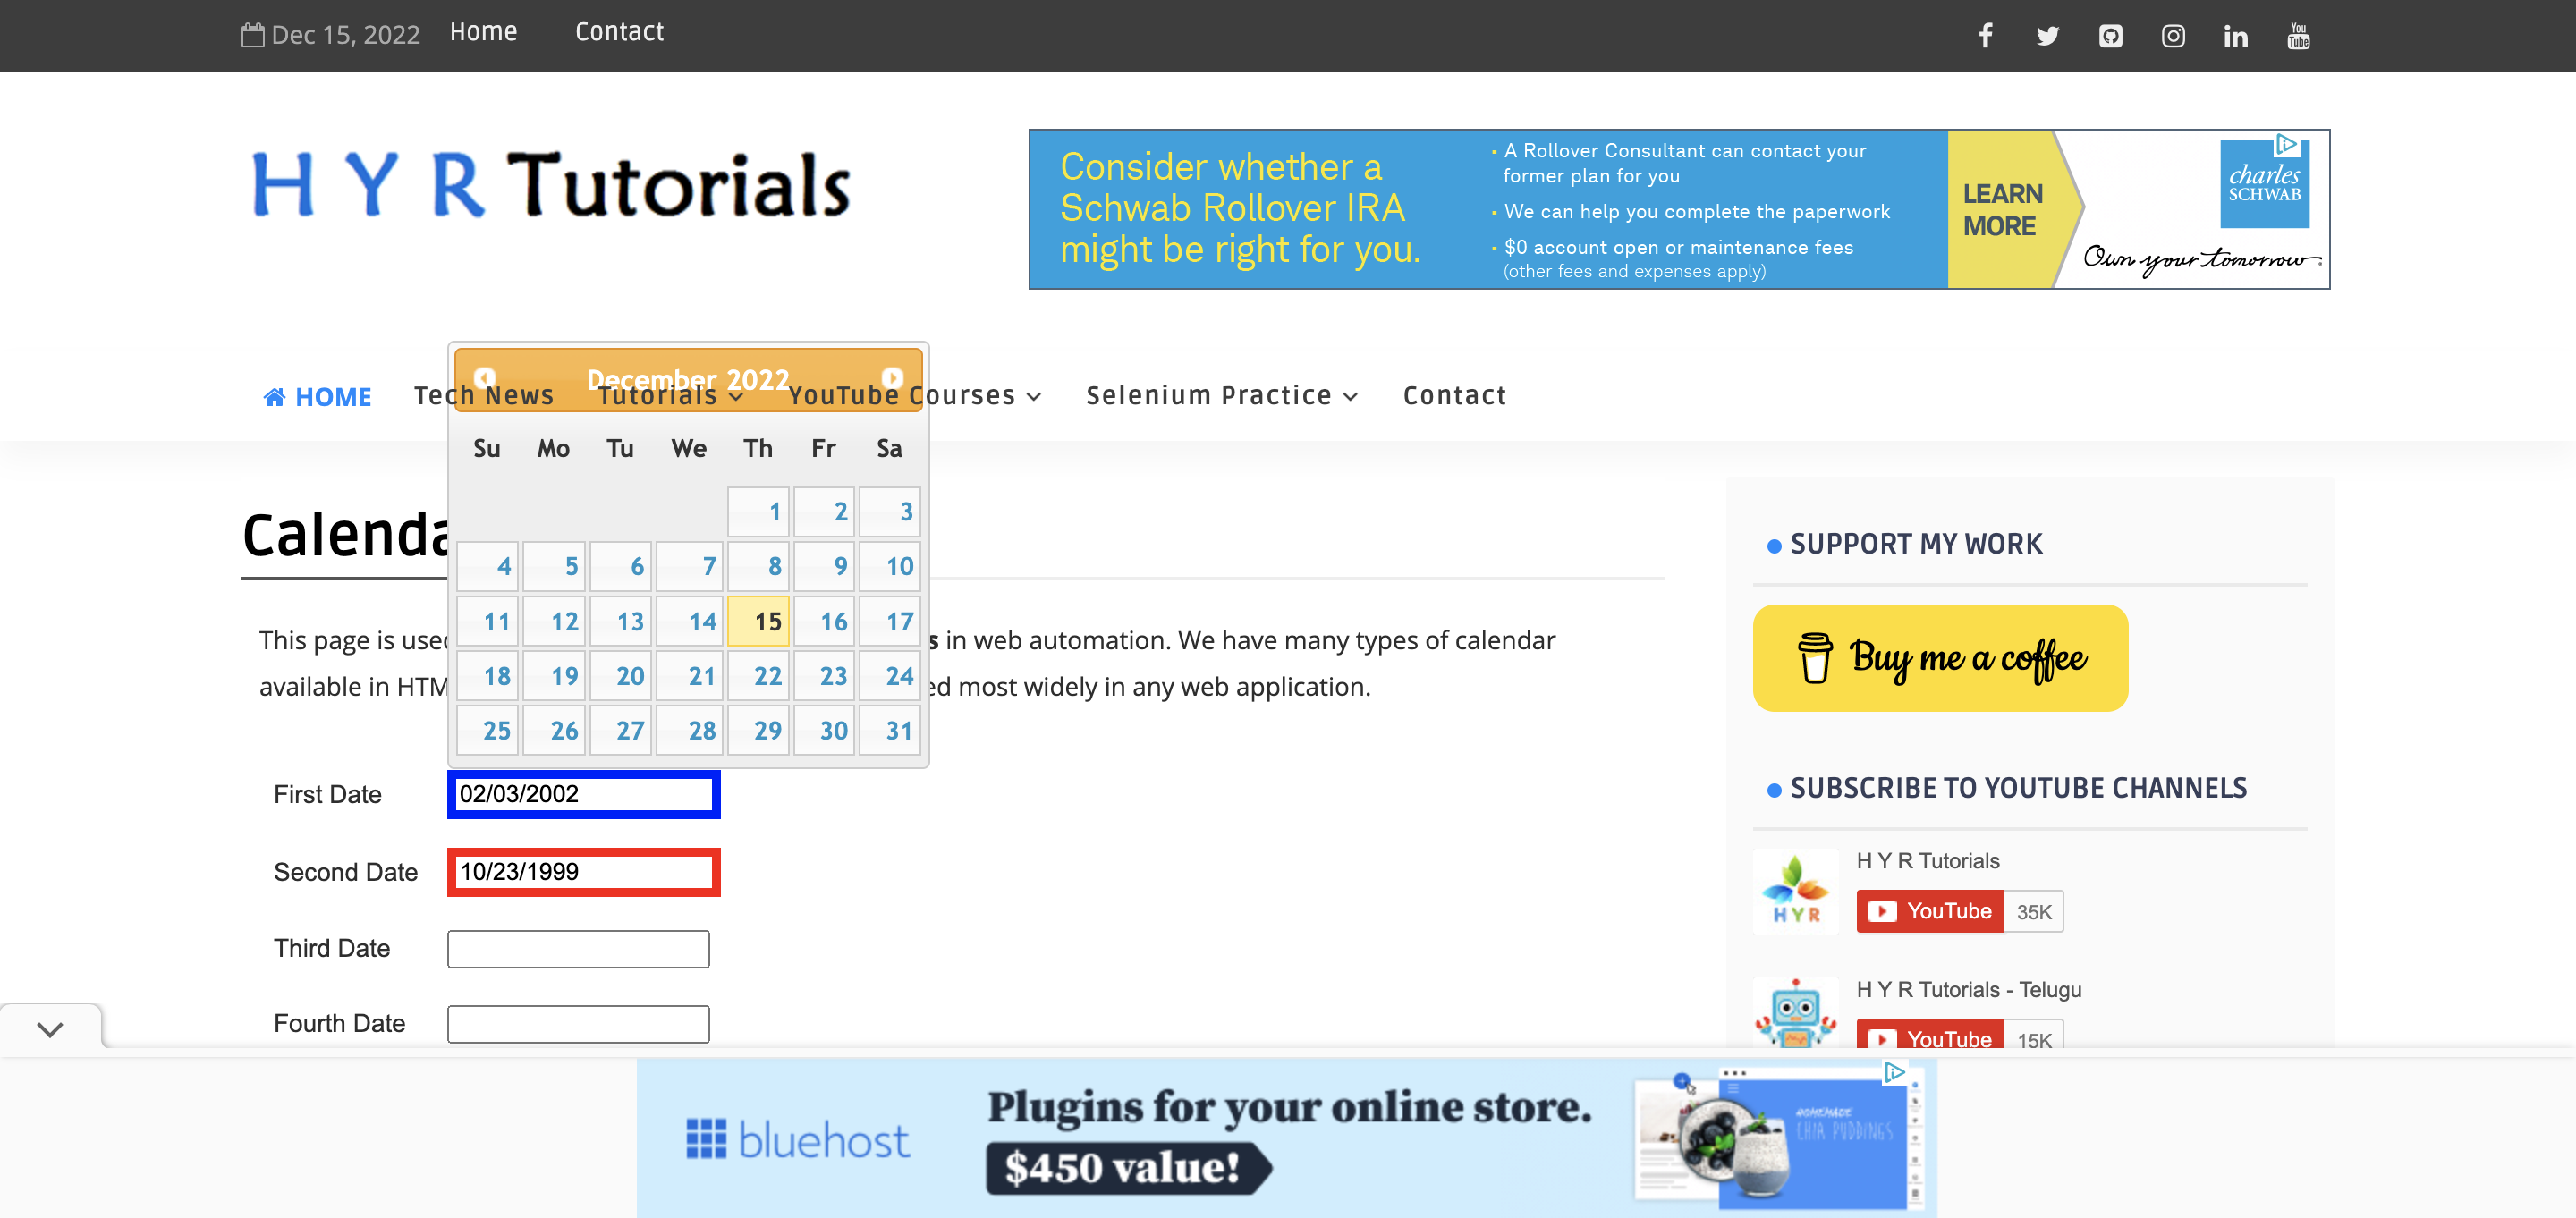 Dec 15, 2022 Home Contact
You Tube
H Y R Tutorials
Consider whether a
Schwab Rollover IRA
might be right for you.
· A Rollover Consultant can contact your
former plan for you
· We can help you complete the paperwork
· $0 account open or maintenance fees
(other fees and expenses apply)
LEARN
MORE
charles
SCHWAB
Own your tomorrow.
HOME Tech News Tutorials YouTube Courses Selenium Practice Contact
December 2022
Su Mo Tu We Th Fr Sa
1 2 3
4 5 6 7 8 9 10
11 12 13 14 15 16 17
18 19 20 21 22 23 24
25 26 27 28 29 30 31
Calenda
This page is use
s in web automation. We have many types of calendar
available in HTM
ed most widely in any web application.
First Date 02/03/2002
Second Date 10/23/1999
Third Date
Fourth Date
SUPPORT MY WORK
Buy me a coffee
SUBSCRIBE TO YOUTUBE CHANNELS
H Y R Tutorials
HYR
YouTube 35K
H Y R Tutorials - Telugu
YouTube 15K
bluehost
Plugins for your online store.
$450 value!
HOMEMADE
CHIA PUDDINGS